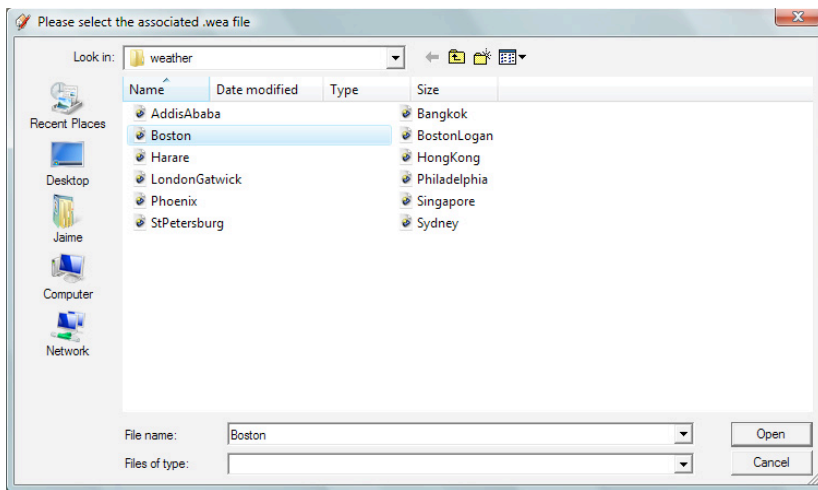 Please select the associated .wea file
X
Look in: weather
Name Date modified Type Size
Recent Places
Desktop
Jaime
Computer
Network
AddisAbaba Bangkok
Boston BostonLogan
Harare HongKong
LondonGatwick Philadelphia
Phoenix Singapore
StPetersburg Sydney
File name: Boston Open
Files of type: Cancel